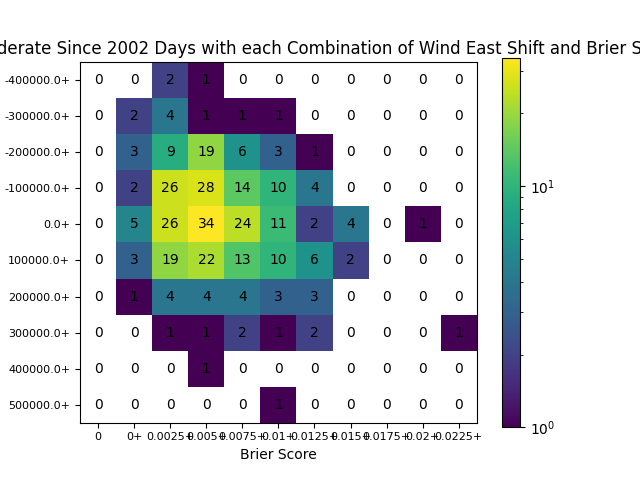 derate Since 2002 Days with each Combination of Wind East Shift and Brier S
-400000.0+ 0 0 2 1 0 0 0 0 0 0 0
-300000.0+ 0 2 4 1 1 1 0 0 0 0 0
-200000.0+ 0 3 9 19 6 3 1 0 0 0 0
-100000.0+ 0 2 26 28 14 10 4 0 0 0 0
0.0+ 0 5 26 34 24 11 2 4 0 1 0
100000.0+ 0 3 19 22 13 10 6 2 0 0 0
200000.0+ 0 1 4 4 4 3 3 0 0 0 0
300000.0+ 0 0 1 1 2 1 2 0 0 0 1
400000.0+ 0 0 0 1 0 0 0 0 0 0 0
500000.0+ 0 0 0 0 0 1 0 0 0 0 0
0 0+ 0.0025+ 0.005+ 0.0075+ 0.01+ 0.0125+ 0.015+ 0.0175+ 0.02+ 0.0225+
Brier Score
10¹
10⁰